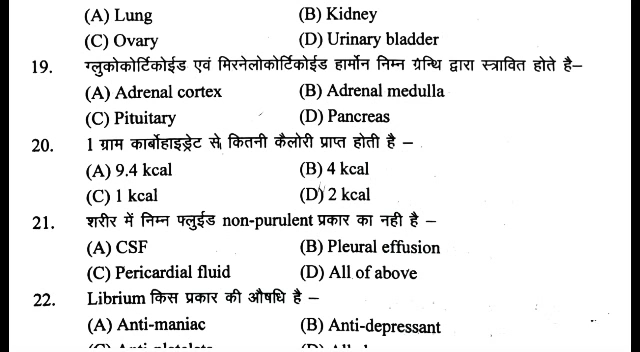 (A) Lung (B) Kidney
(C) Ovary (D) Urinary bladder
19. ग्लुकोकोर्टिकोईड्स एवं मिरनेलोकोर्टिकोईड्स हार्मोन निम्न ग्रन्थि द्वारा स्त्रावित होते है–
(A) Adrenal cortex (B) Adrenal medulla
(C) Pituitary (D) Pancreas
20. 1 ग्राम कार्बोहाइड्रेट से कितनी कैलोरी प्राप्त होती है –
(A) 9.4 kcal (B) 4 kcal
(C) 1 kcal (D) 2 kcal
21. शरीर में निम्न फ्लुईड्स non-purulent प्रकार का नही है –
(A) CSF (B) Pleural effusion
(C) Pericardial fluid (D) All of above
22. Librium किस प्रकार की औषधि है –
(A) Anti-maniac (B) Anti-depressant